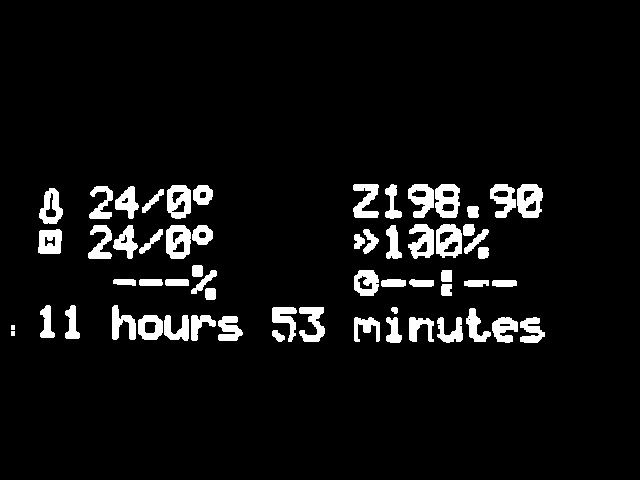 24/0° Z198.90
24/0° »100%
---% --:--
: 11 hours 53 minutes